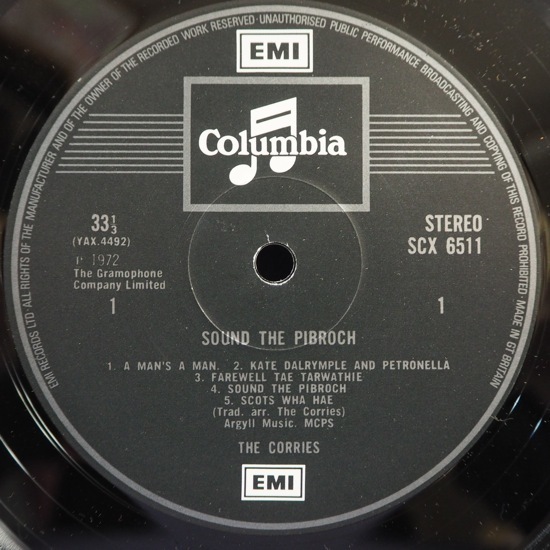 EMI RECORDS LTD ALL RIGHTS OF THE MANUFACTURER AND OF THE OWNER OF THE RECORDED WORK RESERVED · UNAUTHORISED PUBLIC PERFORMANCE BROADCASTING AND COPYING OF THIS RECORD PROHIBITED · MADE IN GT BRITAIN
EMI
Columbia
33 1/3
STEREO
(YAX.4492)
SCX 6511
P 1972
The Gramophone
Company Limited
1
1
SOUND THE PIBROCH
1. A MAN'S A MAN. 2. KATE DALRYMPLE AND PETRONELLA
3. FAREWELL TAE TARWATHIE
4. SOUND THE PIBROCH
5. SCOTS WHA HAE
(Trad. arr. The Corries)
Argyll Music. MCPS
THE CORRIES
EMI